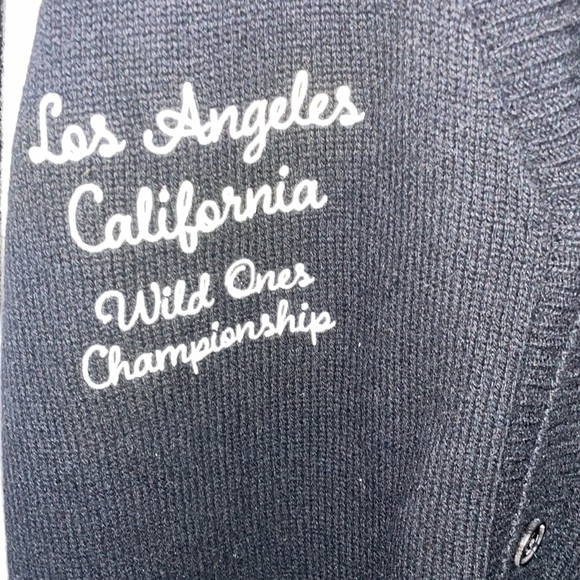 Los Angeles
California
Wild Ones
Championship